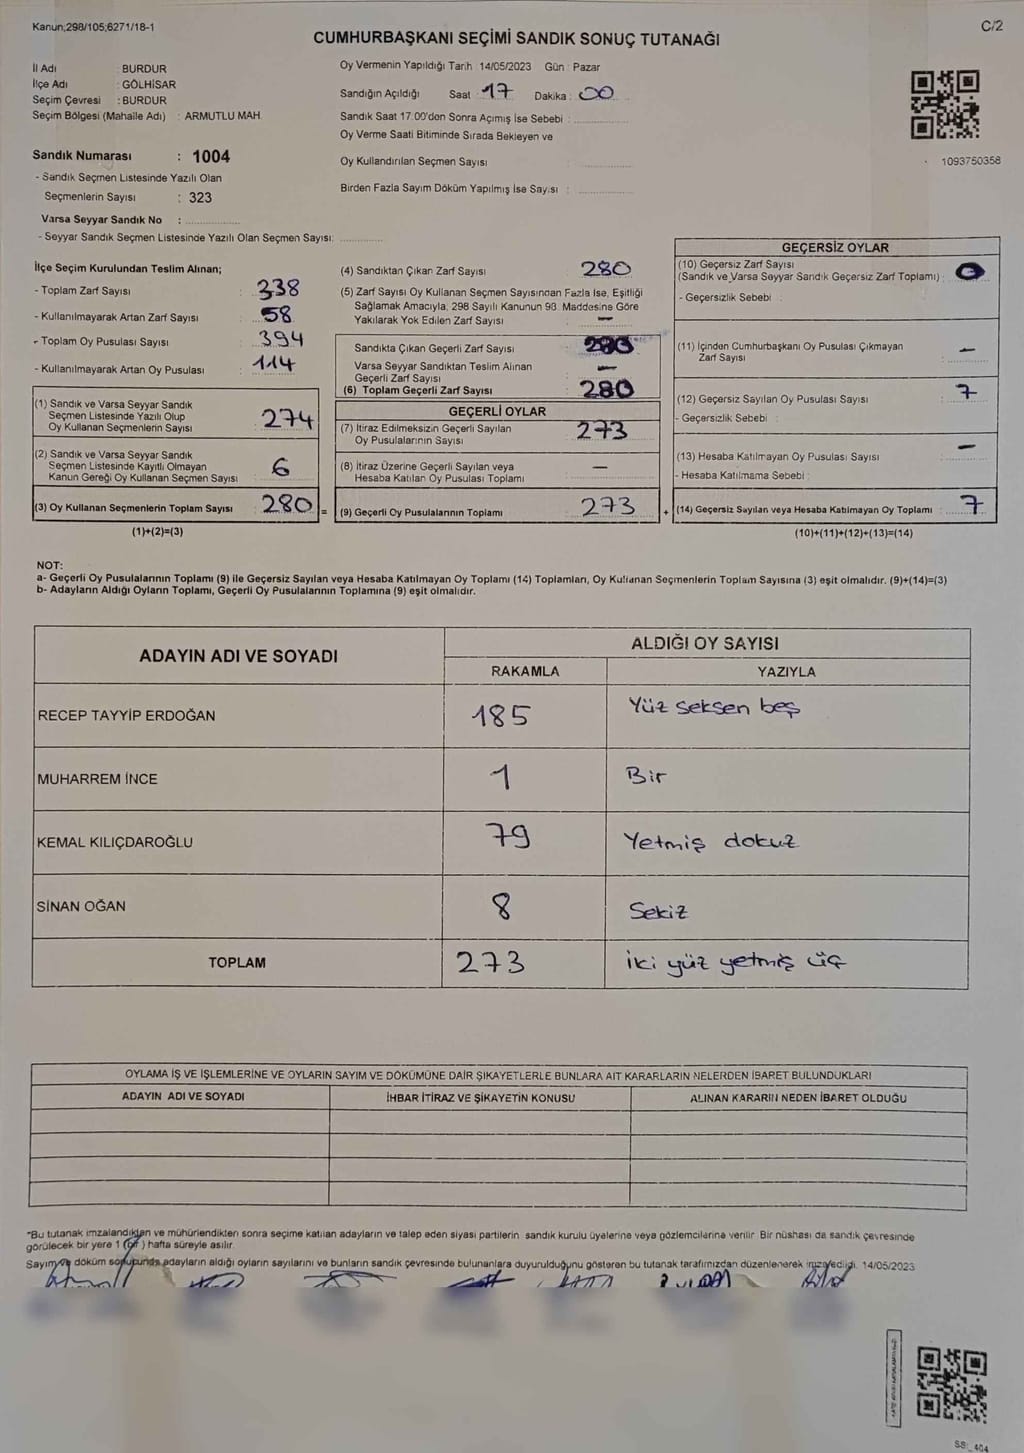 Kanun;298/105;6271/18-1
C/2
CUMHURBAŞKANI SEÇİMİ SANDIK SONUÇ TUTANAĞI
İl Adı : BURDUR
İlçe Adı : GÖLHİSAR
Seçim Çevresi : BURDUR
Seçim Bölgesi (Mahalle Adı) : ARMUTLU MAH.
Sandık Numarası : 1004
- Sandık Seçmen Listesinde Yazılı Olan
Seçmenlerin Sayısı : 323
Varsa Seyyar Sandık No :
- Seyyar Sandık Seçmen Listesinde Yazılı Olan Seçmen Sayısı:
Oy Vermenin Yapıldığı Tarih 14/05/2023 Gün : Pazar
Sandığın Açıldığı Saat 17 Dakika : 00
Sandık Saat 17.00'don Sonra Açımış İse Sebebi :
Oy Verme Saati Bitiminde Sırada Bekleyen ve
Oy Kullandırılan Seçmen Sayısı
Birden Fazla Sayım Döküm Yapılmış İse Sayısı :
1093750358
İlçe Seçim Kurulundan Teslim Alınan;
- Toplam Zarf Sayısı : 338
- Kullanılmayarak Artan Zarf Sayısı : 58
- Toplam Oy Pusulası Sayısı : 394
- Kullanılmayarak Artan Oy Pusulası : 114
(1) Sandık ve Varsa Seyyar Sandık
Seçmen Listesinde Yazılı Olup
Oy Kullanan Seçmenlerin Sayısı 274
(2) Sandık ve Varsa Seyyar Sandık
Seçmen Listesinde Kayıtlı Olmayan
Kanun Gereği Oy Kullanan Seçmen Sayısı 6
(3) Oy Kullanan Seçmenlerin Toplam Sayısı 280 =
(1)+(2)=(3)
(4) Sandıktan Çıkan Zarf Sayısı 280
(5) Zarf Sayısı Oy Kullanan Seçmen Sayısından Fazla İse, Eşitliği
Sağlamak Amacıyla, 298 Sayılı Kanunun 98. Maddesine Göre
Yakılarak Yok Edilen Zarf Sayısı : —
Sandıkta Çıkan Geçerli Zarf Sayısı 280
Varsa Seyyar Sandıktan Teslim Alınan
Geçerli Zarf Sayısı —
(6) Toplam Geçerli Zarf Sayısı : 280
GEÇERLİ OYLAR
(7) İtiraz Edilmeksizin Geçerli Sayılan
Oy Pusulalarının Sayısı 273
(8) İtiraz Üzerine Geçerli Sayılan veya
Hesaba Katılan Oy Pusulası Toplamı —
(9) Geçerli Oy Pusulalarının Toplamı 273 +
GEÇERSİZ OYLAR
(10) Geçersiz Zarf Sayısı
(Sandık ve Varsa Seyyar Sandık Geçersiz Zarf Toplamı) : 0
- Geçersizlik Sebebi :
(11) İçinden Cumhurbaşkanı Oy Pusulası Çıkmayan
Zarf Sayısı —
(12) Geçersiz Sayılan Oy Pusulası Sayısı 7
- Geçersizlik Sebebi :
(13) Hesaba Katılmayan Oy Pusulası Sayısı —
- Hesaba Katılmama Sebebi :
(14) Geçersiz Sayılan veya Hesaba Katılmayan Oy Toplamı 7
(10)+(11)+(12)+(13)=(14)
NOT:
a- Geçerli Oy Pusulalarının Toplamı (9) ile Geçersiz Sayılan veya Hesaba Katılmayan Oy Toplamı (14) Toplamları, Oy Kullanan Seçmenlerin Toplam Sayısına (3) eşit olmalıdır. (9)+(14)=(3)
b- Adayların Aldığı Oyların Toplamı, Geçerli Oy Pusulalarının Toplamına (9) eşit olmalıdır.
ADAYIN ADI VE SOYADI
ALDIĞI OY SAYISI
RAKAMLA YAZIYLA
RECEP TAYYİP ERDOĞAN 185 Yüz seksen beş
MUHARREM İNCE 1 Bir
KEMAL KILIÇDAROĞLU 79 Yetmiş dokuz
SİNAN OĞAN 8 Sekiz
TOPLAM 273 İki yüz yetmiş üç
OYLAMA İŞ VE İŞLEMLERİNE VE OYLARIN SAYIM VE DÖKÜMÜNE DAİR ŞİKAYETLERLE BUNLARA AİT KARARLARIN NELERDEN İBARET BULUNDUKLARI
ADAYIN ADI VE SOYADI İHBAR İTİRAZ VE ŞİKAYETİN KONUSU ALINAN KARARIN NEDEN İBARET OLDUĞU
"Bu tutanak imzalandıktan ve mühürlendikten sonra seçime katılan adayların ve talep eden siyasi partilerin sandık kurulu üyelerine veya gözlemcilerine verilir Bir nüshası da sandık çevresinde
görülecek bir yere 1 (bir) hafta süreyle asılır.
Sayım ve döküm sonucunda adayların aldığı oyların sayılarını ve bunların sandık çevresinde bulunanlara duyurulduğunu gösteren bu tutanak tarafımızdan düzenlenerek imza edildi. 14/05/2023
SS:_404